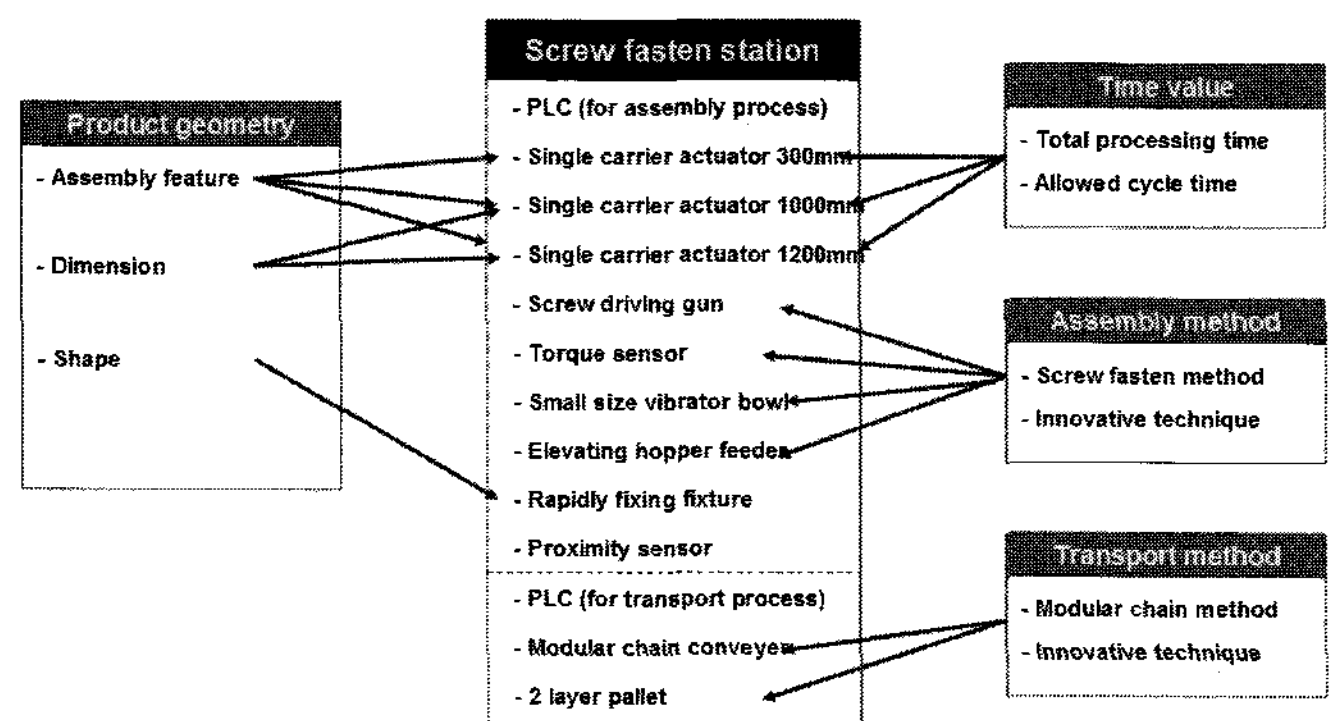 Product geometry
- Assembly feature
- Dimension
- Shape
Screw fasten station
- PLC (for assembly process)
- Single carrier actuator 300mm
- Single carrier actuator 1000mm
- Single carrier actuator 1200mm
- Screw driving gun
- Torque sensor
- Small size vibrator bowl
- Elevating hopper feeder
- Rapidly fixing fixture
- Proximity sensor
- PLC (for transport process)
- Modular chain conveyer
- 2 layer pallet
Time value
- Total processing time
- Allowed cycle time
Assembly method
- Screw fasten method
- Innovative technique
Transport method
- Modular chain method
- Innovative technique